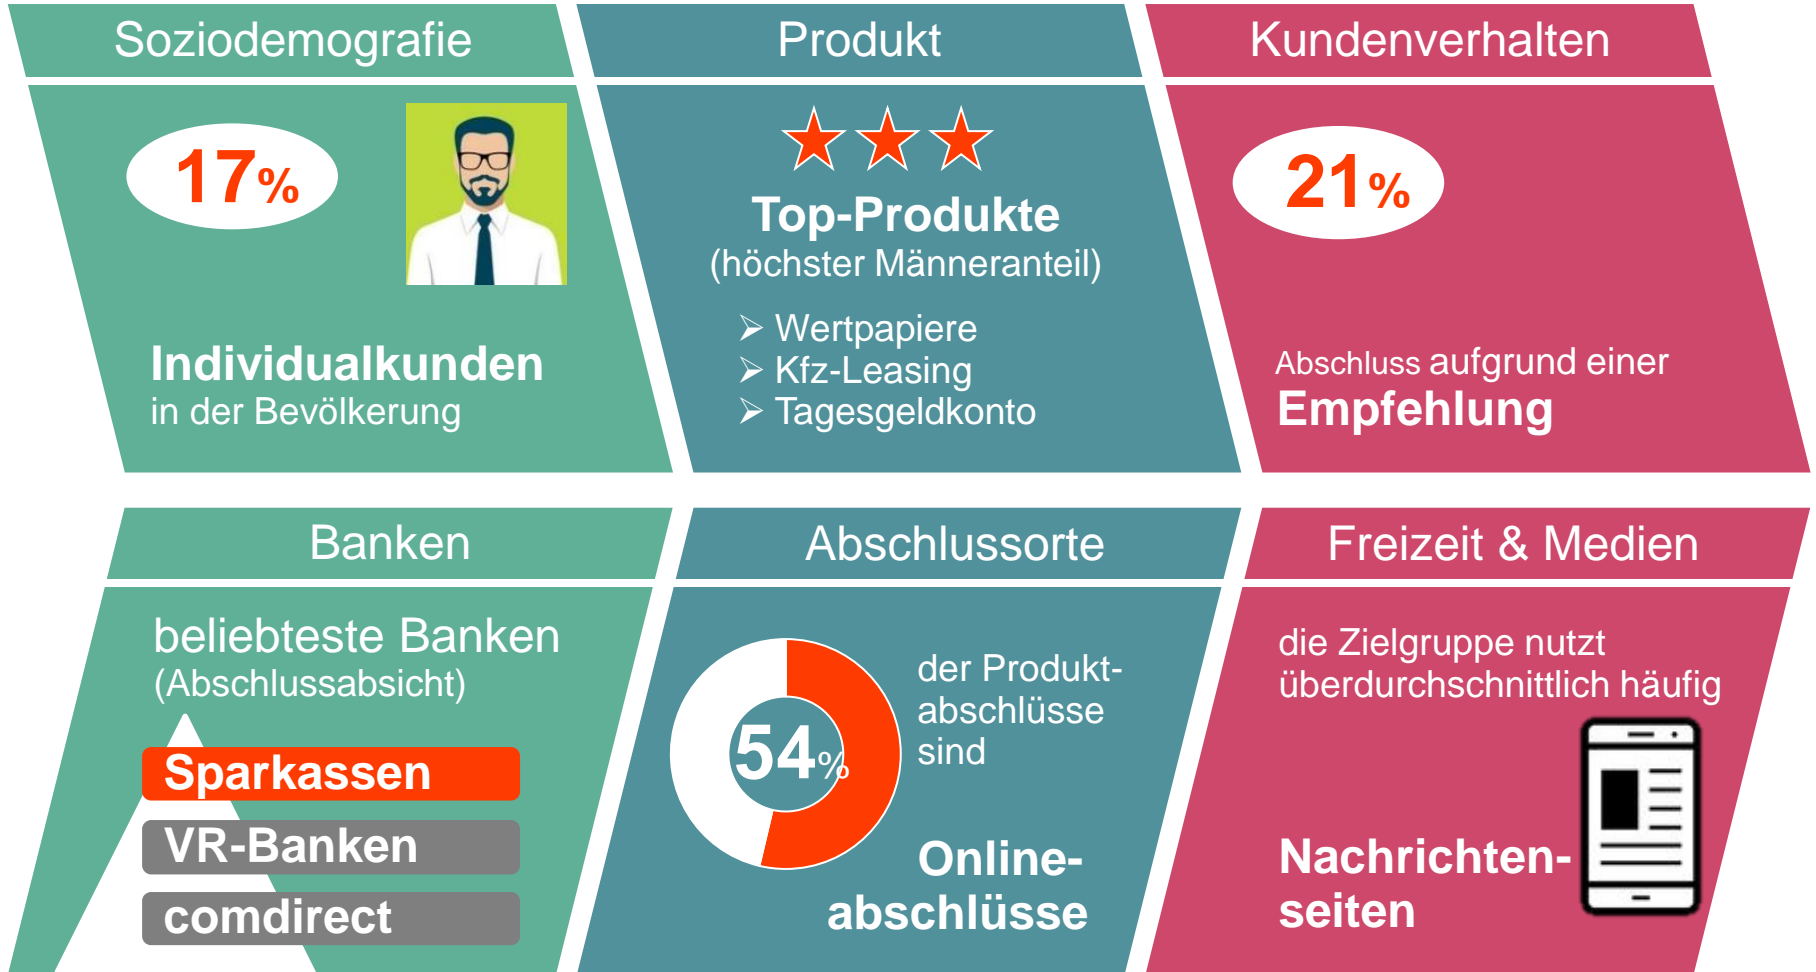 Soziodemografie
17%
Individualkunden
in der Bevölkerung
Produkt
Top-Produkte
(höchster Männeranteil)
Wertpapiere
Kfz-Leasing
Tagesgeldkonto
Kundenverhalten
21%
Abschluss aufgrund einer
Empfehlung
Banken
beliebteste Banken
(Abschlussabsicht)
Sparkassen
VR-Banken
comdirect
Abschlussorte
54%
der Produkt-
abschlüsse
sind
Online-
abschlüsse
Freizeit & Medien
die Zielgruppe nutzt
überdurchschnittlich häufig
Nachrichten-
seiten